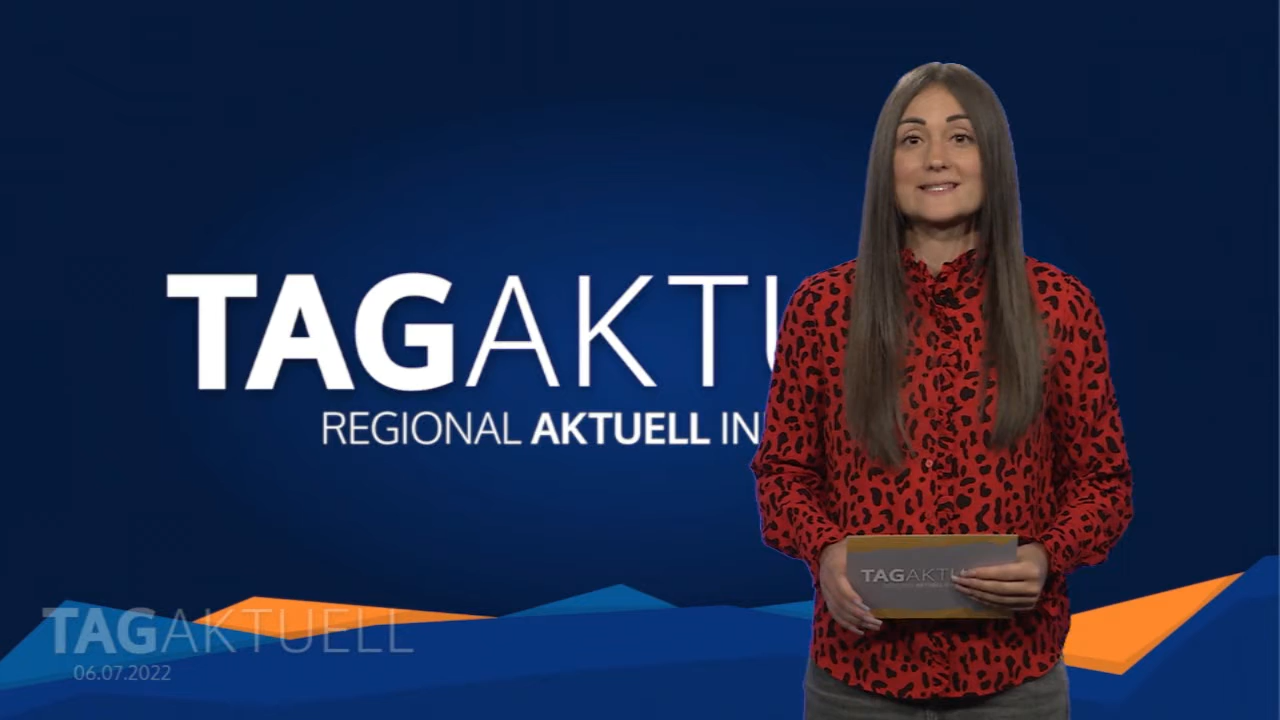 TAGAKTU
REGIONAL AKTUELL IN
TAGAKTU
TAGAKTUELL
06.07.2022